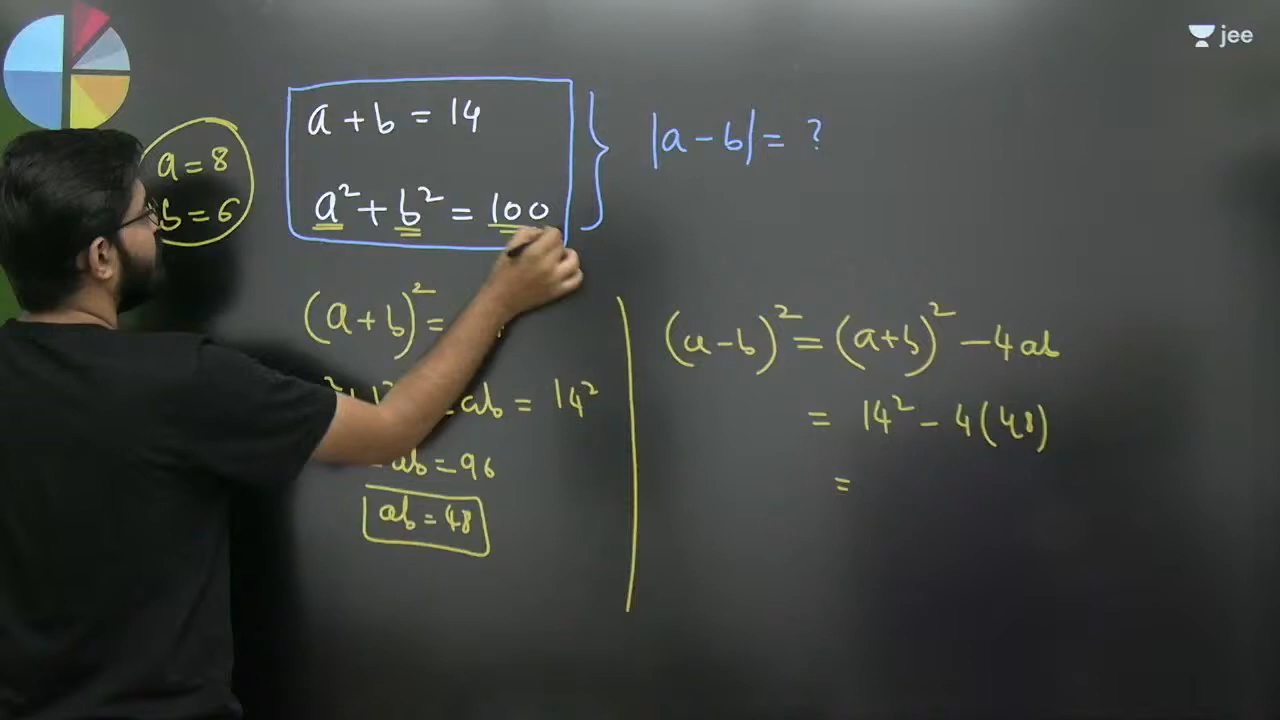 jee
a + b = 14
|a - b| = ?
a = 8
b = 6
a² + b² = 100
(a + b)² =
ab = 14²
ab = 96
ab = 48
(a - b)² = (a+b)² - 4ab
= 14² - 4(48)
=